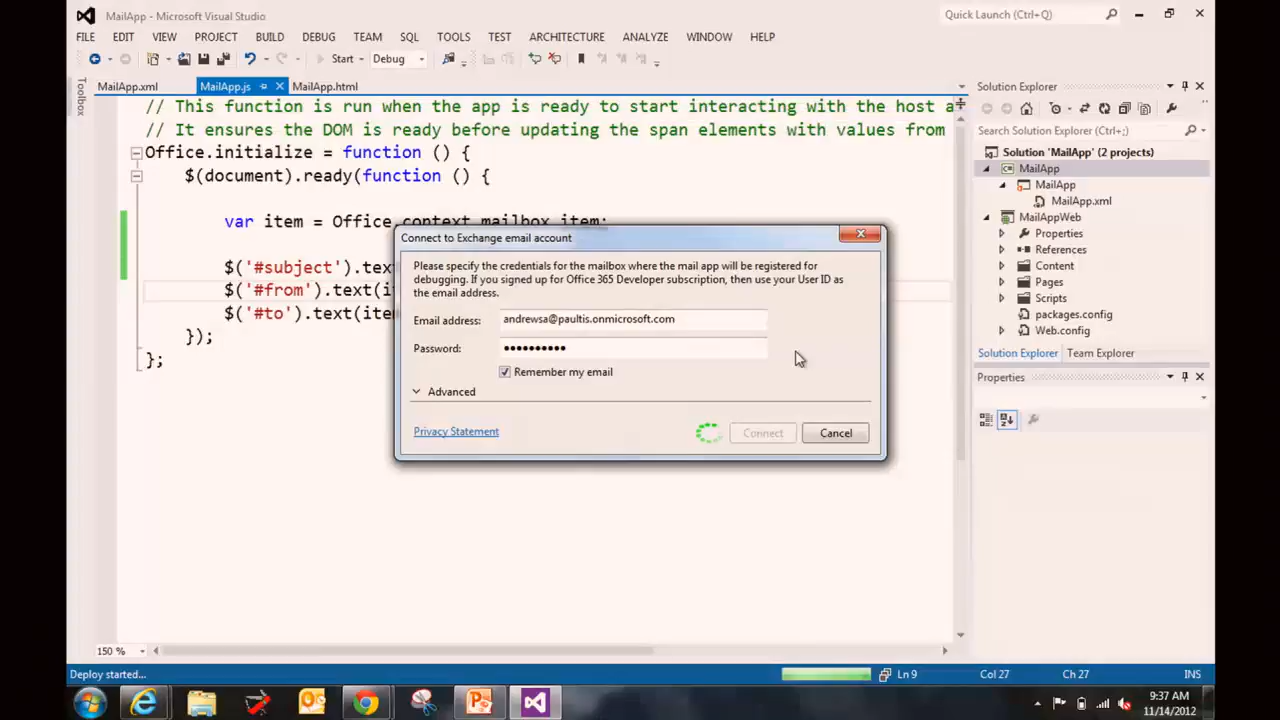 MailApp - Microsoft Visual Studio
Quick Launch (Ctrl+Q)
FILE EDIT VIEW PROJECT BUILD DEBUG TEAM SQL TOOLS TEST ARCHITECTURE ANALYZE WINDOW HELP
Start Debug
Toolbox
MailApp.xml MailApp.js MailApp.html
// This function is run when the app is ready to start interacting with the host a
// It ensures the DOM is ready before updating the span elements with values from
Office.initialize = function () {
$(document).ready(function () {
var item = Office.context.mailbox.item;
$('#subject').tex
$('#from').text(i
$('#to').text(ite
});
};
Connect to Exchange email account
Please specify the credentials for the mailbox where the mail app will be registered for
debugging. If you signed up for Office 365 Developer subscription, then use your User ID as
the email address.
Email address: andrewsa@paultis.onmicrosoft.com
Password: ••••••••••
Remember my email
Advanced
Privacy Statement
Connect
Cancel
Solution Explorer
Search Solution Explorer (Ctrl+;)
Solution 'MailApp' (2 projects)
MailApp
MailApp
MailApp.xml
MailAppWeb
Properties
References
Content
Pages
Scripts
packages.config
Web.config
Solution Explorer Team Explorer
Properties
150 %
Deploy started...
Ln 9 Col 27 Ch 27 INS
9:37 AM
11/14/2012